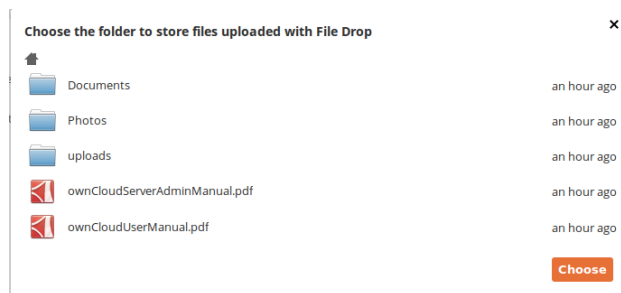 Choose the folder to store files uploaded with File Drop
Documents an hour ago
Photos an hour ago
uploads an hour ago
ownCloudServerAdminManual.pdf an hour ago
ownCloudUserManual.pdf an hour ago
Choose